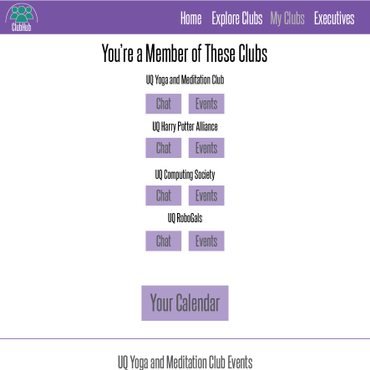 ClubHub
Home Explore Clubs My Clubs Executives
You're a Member of These Clubs
UQ Yoga and Meditation Club
Chat Events
UQ Harry Potter Alliance
Chat Events
UQ Computing Society
Chat Events
UQ RoboGals
Chat Events
Your Calendar
UQ Yoga and Meditation Club Events